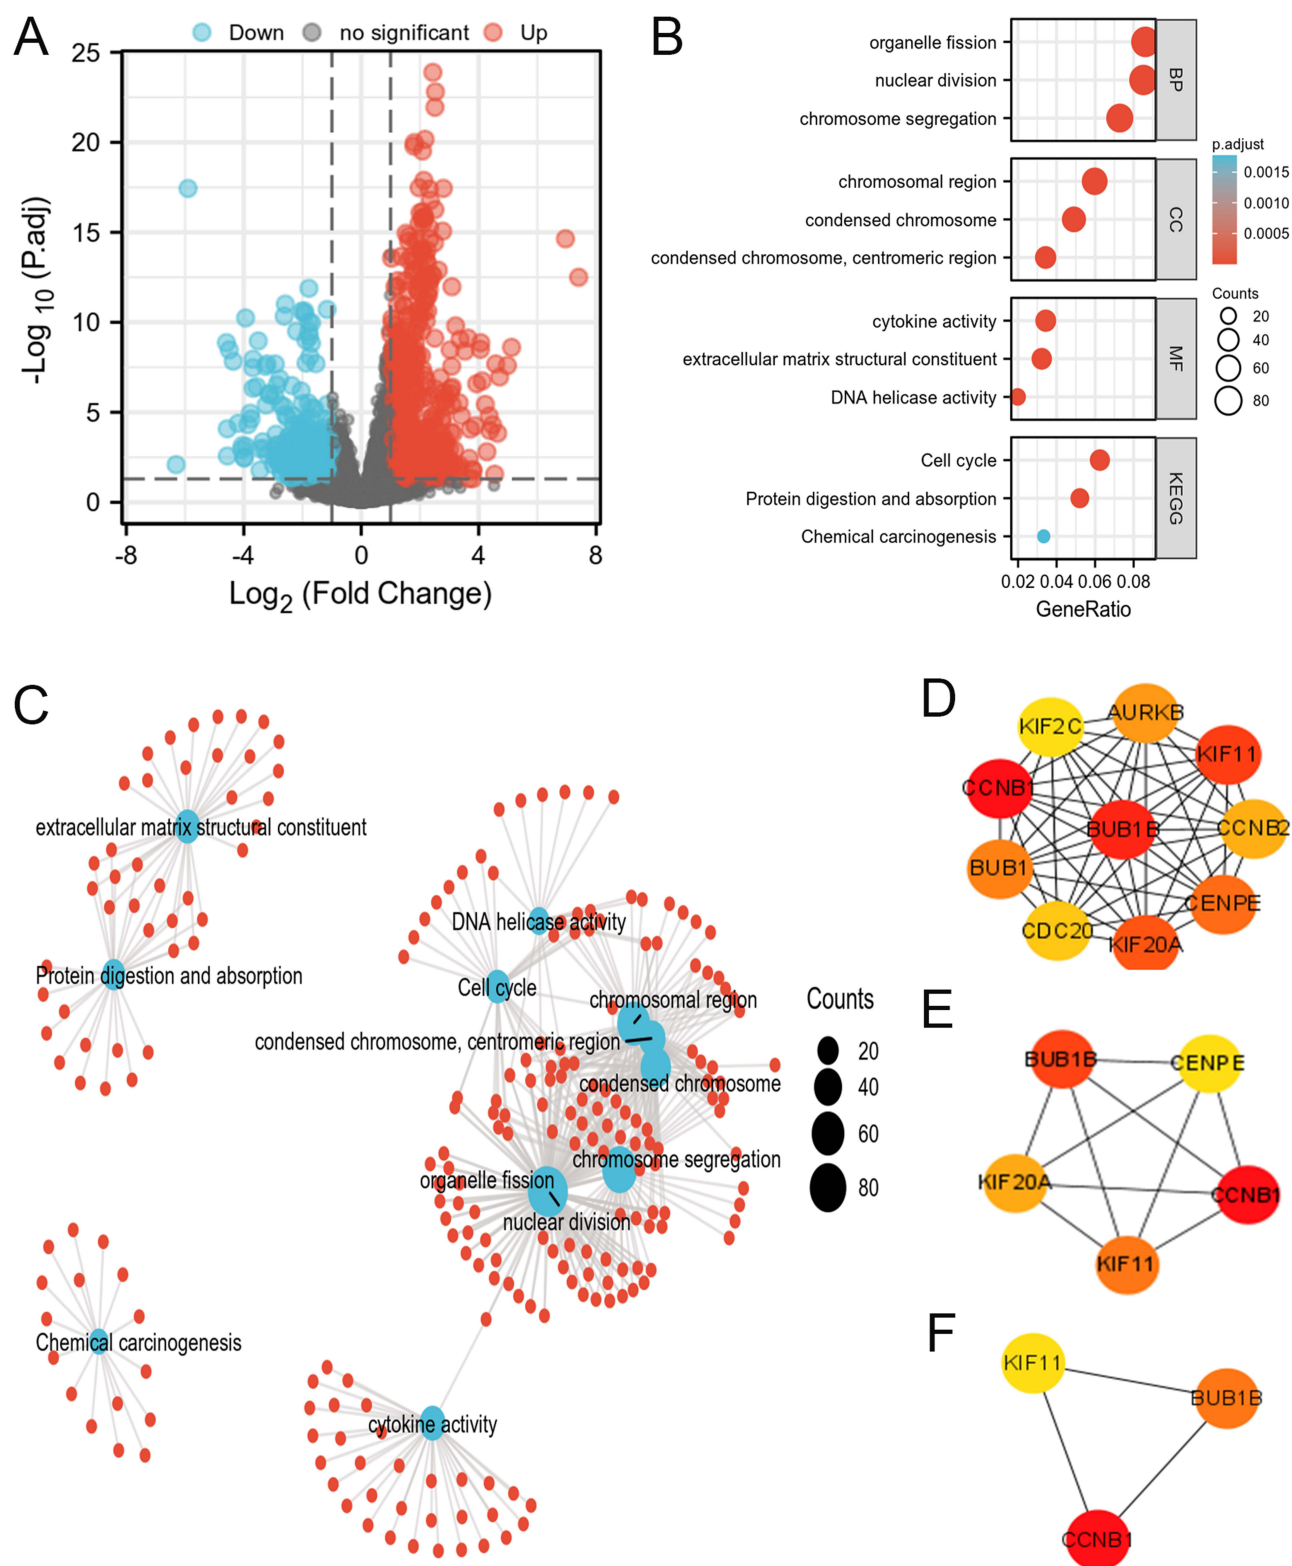 A
Down no significant Up
25
20
15
10
5
0
-8 -4 0 4 8
-Log 10 (P.adj)
Log2 (Fold Change)
B
organelle fission
nuclear division
chromosome segregation
BP
chromosomal region
condensed chromosome
condensed chromosome, centromeric region
CC
cytokine activity
extracellular matrix structural constituent
DNA helicase activity
MF
Cell cycle
Protein digestion and absorption
Chemical carcinogenesis
KEGG
0.02 0.04 0.06 0.08
GeneRatio
p.adjust
0.0015
0.0010
0.0005
Counts
20
40
60
80
C
extracellular matrix structural constituent
Protein digestion and absorption
DNA helicase activity
Cell cycle
chromosomal region
condensed chromosome, centromeric region
condensed chromosome
chromosome segregation
organelle fission
nuclear division
Chemical carcinogenesis
cytokine activity
Counts
20
40
60
80
D
KIF2C
AURKB
KIF11
CCNB1
BUB1B
CCNB2
BUB1
CENPE
CDC20
KIF20A
E
BUB1B
CENPE
KIF20A
CCNB1
KIF11
F
KIF11
BUB1B
CCNB1